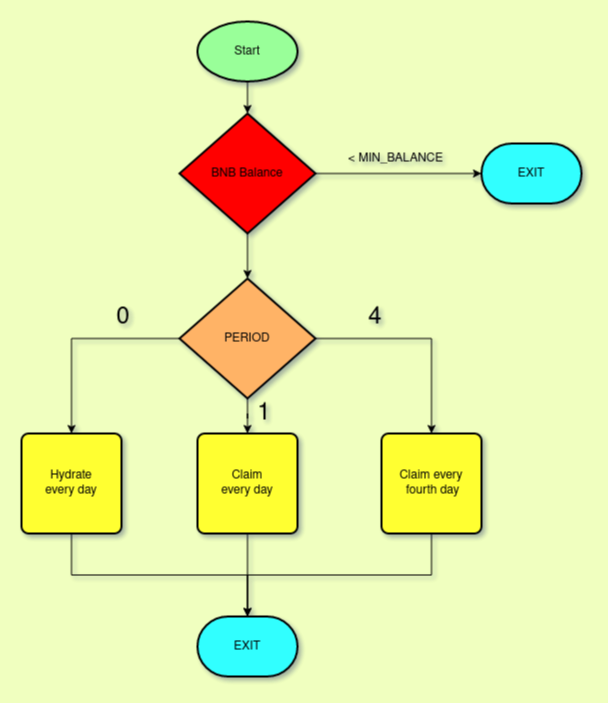 Start
BNB Balance
< MIN_BALANCE
EXIT
0
PERIOD
4
1
Hydrate
every day
Claim
every day
Claim every
fourth day
EXIT